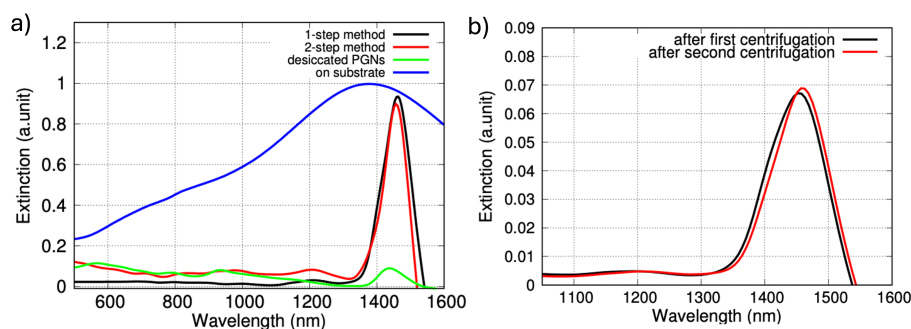 a)
1-step method
2-step method
desiccated PGNs
on substrate
1.2
1
0.8
0.6
0.4
0.2
0
Extinction (a.unit)
600 800 1000 1200 1400 1600
Wavelength (nm)
b)
after first centrifugation
after second centrifugation
0.09
0.08
0.07
0.06
0.05
0.04
0.03
0.02
0.01
0
Extinction (a.unit)
1100 1200 1300 1400 1500 1600
Wavelength (nm)